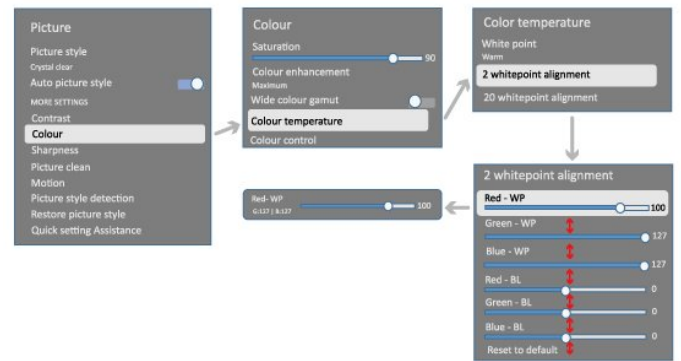 Picture
Picture style
Crystal clear
Auto picture style
MORE SETTINGS
Contrast
Colour
Sharpness
Picture clean
Motion
Picture style detection
Restore picture style
Quick setting Assistance
Colour
Saturation
90
Colour enhancement
Maximum
Wide colour gamut
Colour temperature
Colour control
Color temperature
White point
Warm
2 whitepoint alignment
20 whitepoint alignment
2 whitepoint alignment
Red - WP
100
Green - WP
127
Blue - WP
127
Red - BL
0
Green - BL
0
Blue - BL
0
Reset to default
Red- WP
G:127 | B:127
100